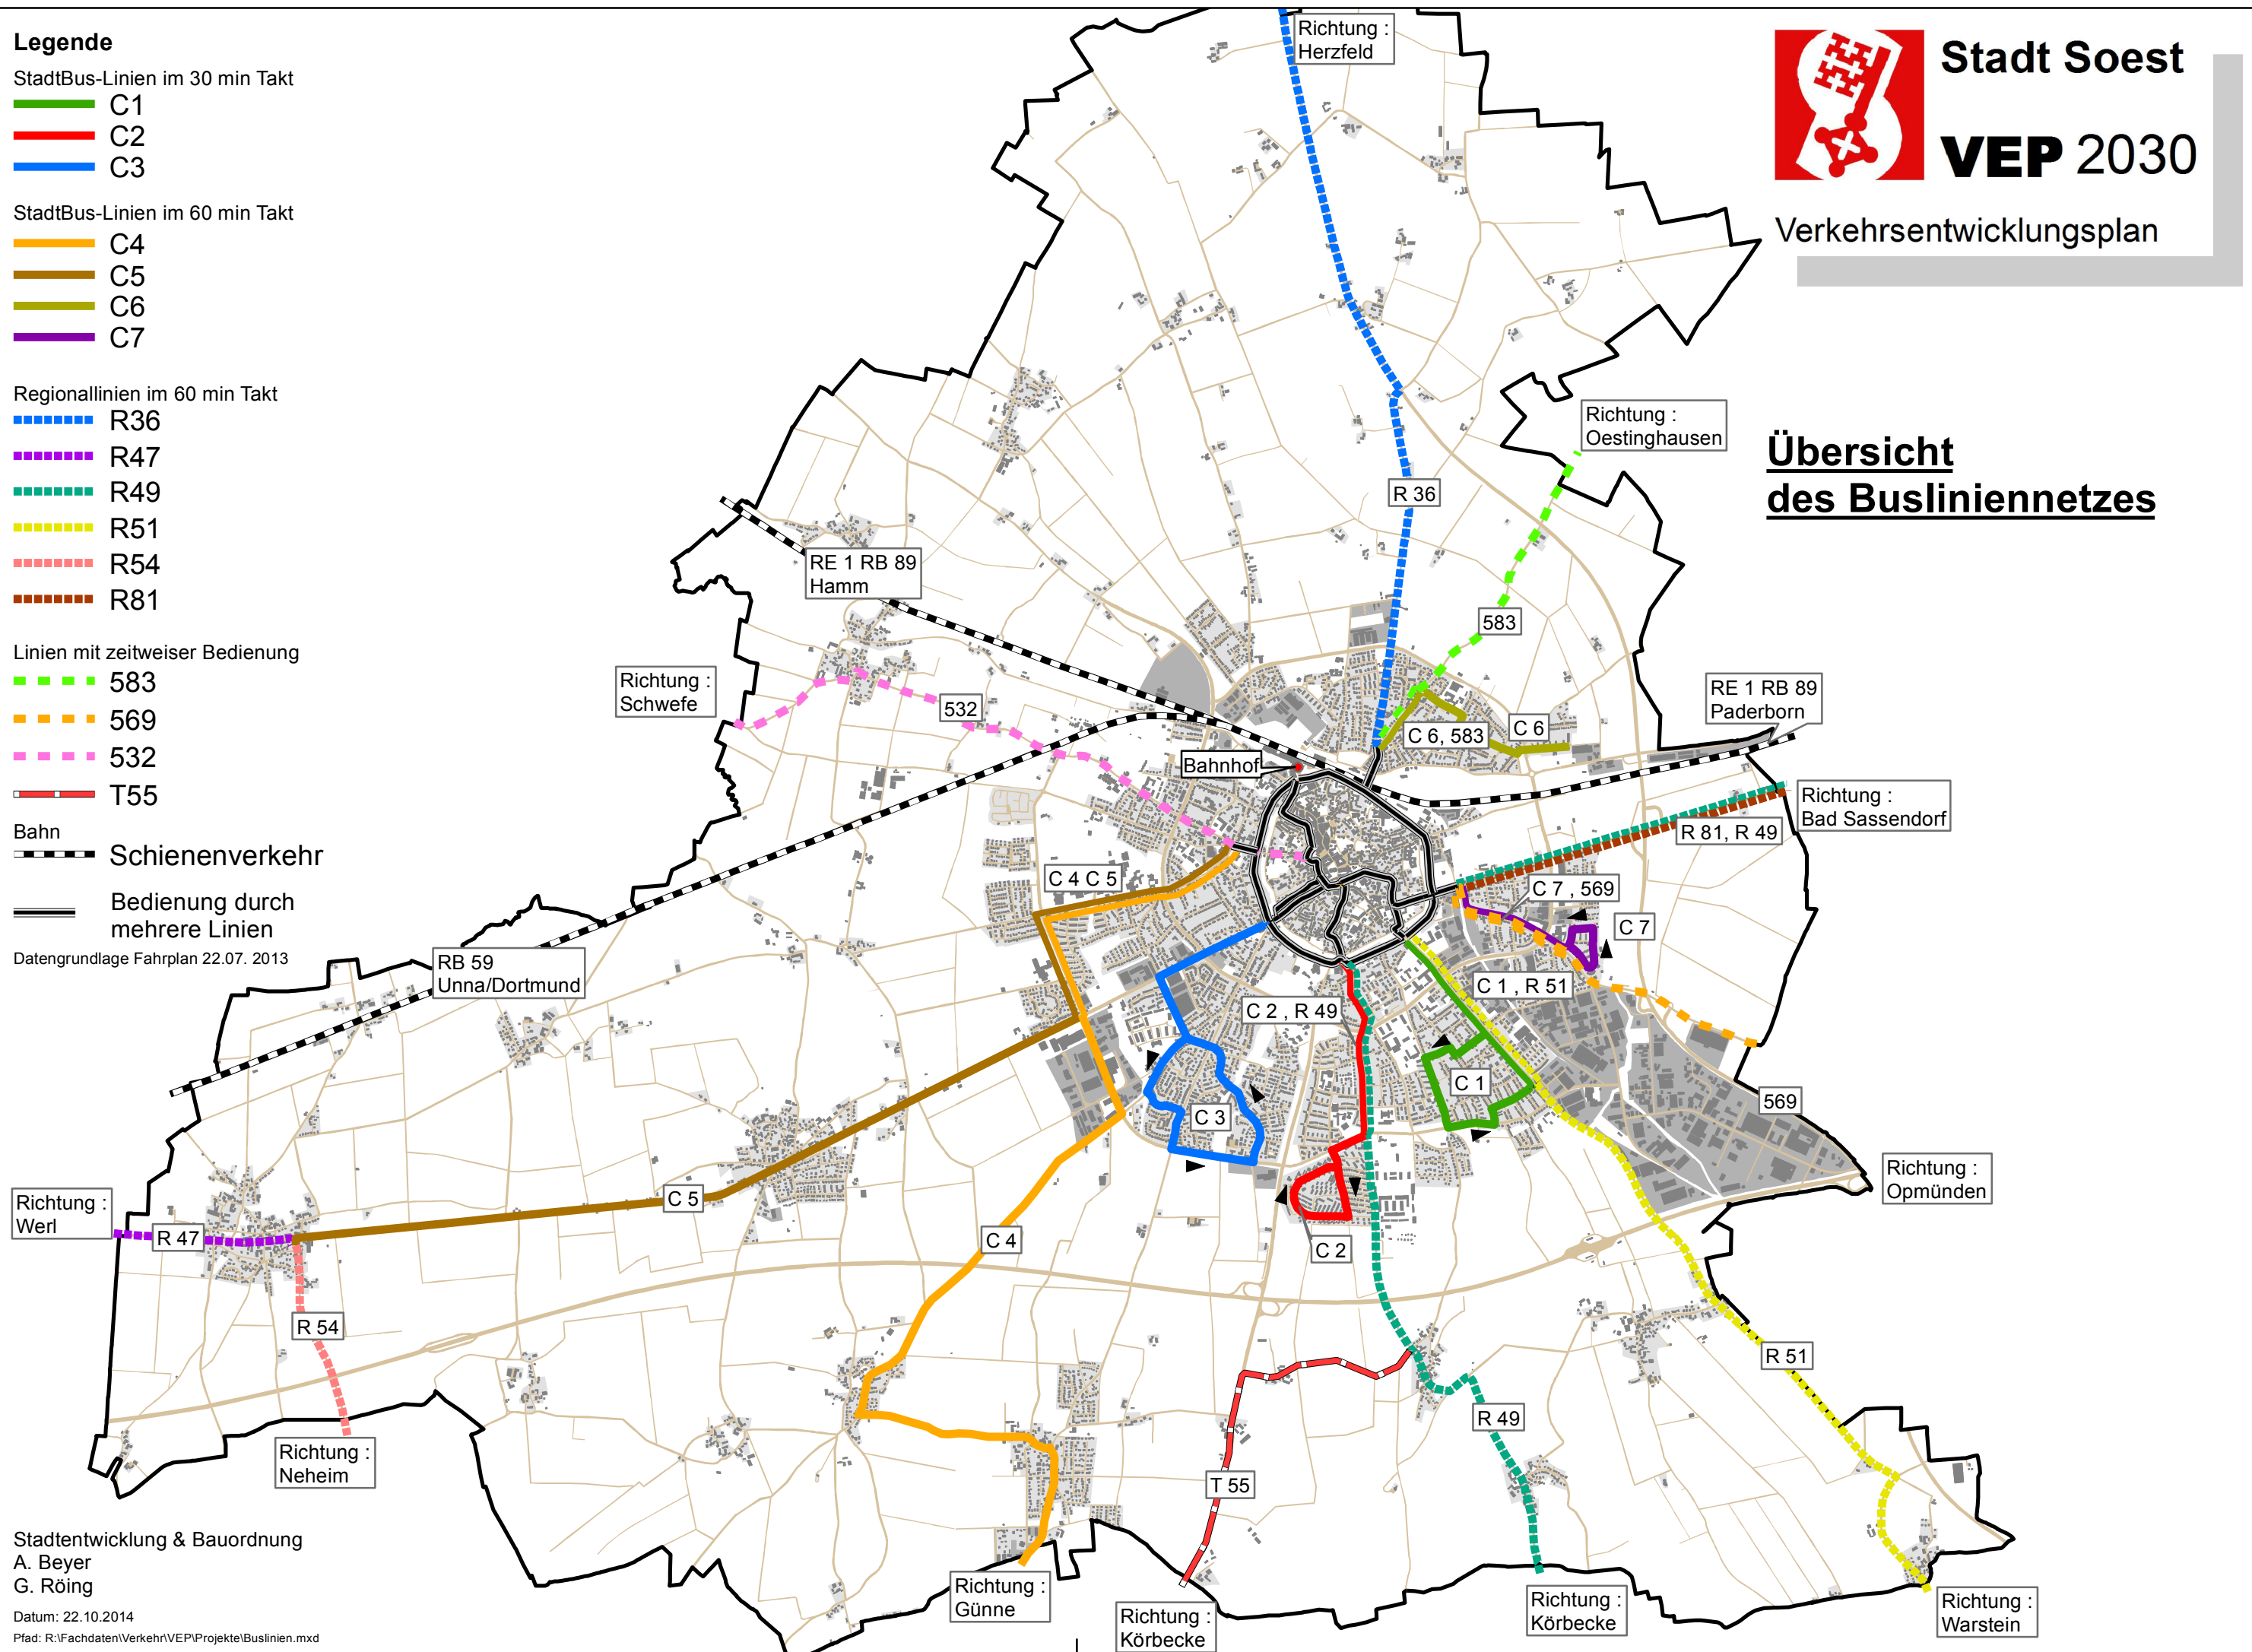 Legende
StadtBus-Linien im 30 min Takt
C1
C2
C3
StadtBus-Linien im 60 min Takt
C4
C5
C6
C7
Regionallinien im 60 min Takt
R36
R47
R49
R51
R54
R81
Linien mit zeitweiser Bedienung
583
569
532
T55
Bahn
Schienenverkehr
Bedienung durch
mehrere Linien
Datengrundlage Fahrplan 22.07. 2013
Stadt Soest
VEP 2030
Verkehrsentwicklungsplan
Übersicht
des Busliniennetzes
Richtung :
Herzfeld
Richtung :
Oestinghausen
R 36
RE 1 RB 89
Hamm
583
Richtung :
Schwefe
532
RE 1 RB 89
Paderborn
C 6
C 6, 583
Bahnhof
Richtung :
Bad Sassendorf
R 81, R 49
C 4 C 5
C 7 , 569
C 7
RB 59
Unna/Dortmund
C 1 , R 51
C 2 , R 49
C 1
569
C 3
Richtung :
Opmünden
C 5
Richtung :
Werl
R 47
C 4
C 2
R 54
R 51
R 49
Richtung :
Neheim
T 55
Richtung :
Günne
Richtung :
Körbecke
Richtung :
Körbecke
Richtung :
Warstein
Stadtentwicklung & Bauordnung
A. Beyer
G. Röing
Datum: 22.10.2014
Pfad: R:\Fachdaten\Verkehr\VEP\Projekte\Buslinien.mxd